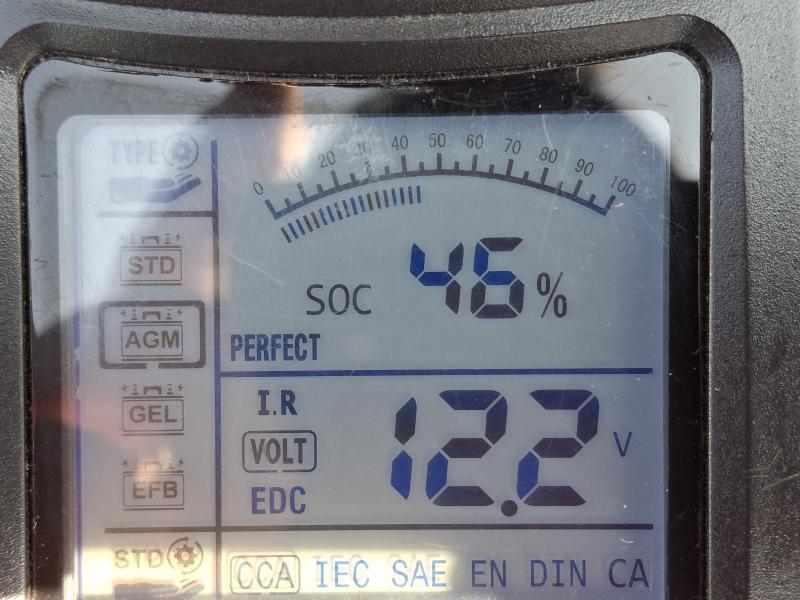 TYPE
0 10 20 30 40 50 60 70 80 90 100
STD
SOC 46 %
AGM
PERFECT
I.R
GEL
VOLT 12.2 V
EFB
EDC
STD
CCA IEC SAE EN DIN CA